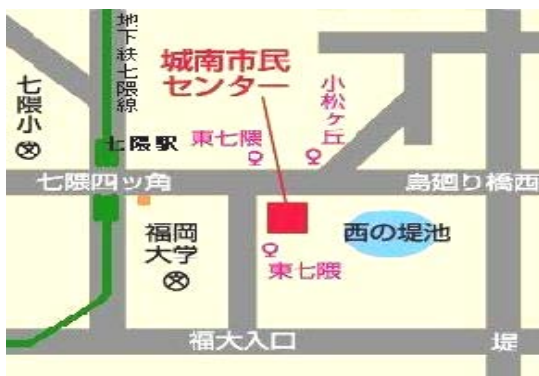 地下鉄七隈線
城南市民
センター
七隈小
小松ヶ丘
七隈駅
東七隈
七隈四ッ角
鳥廻り橋西
福岡
大学
西の堤池
東七隈
福大入口
堤